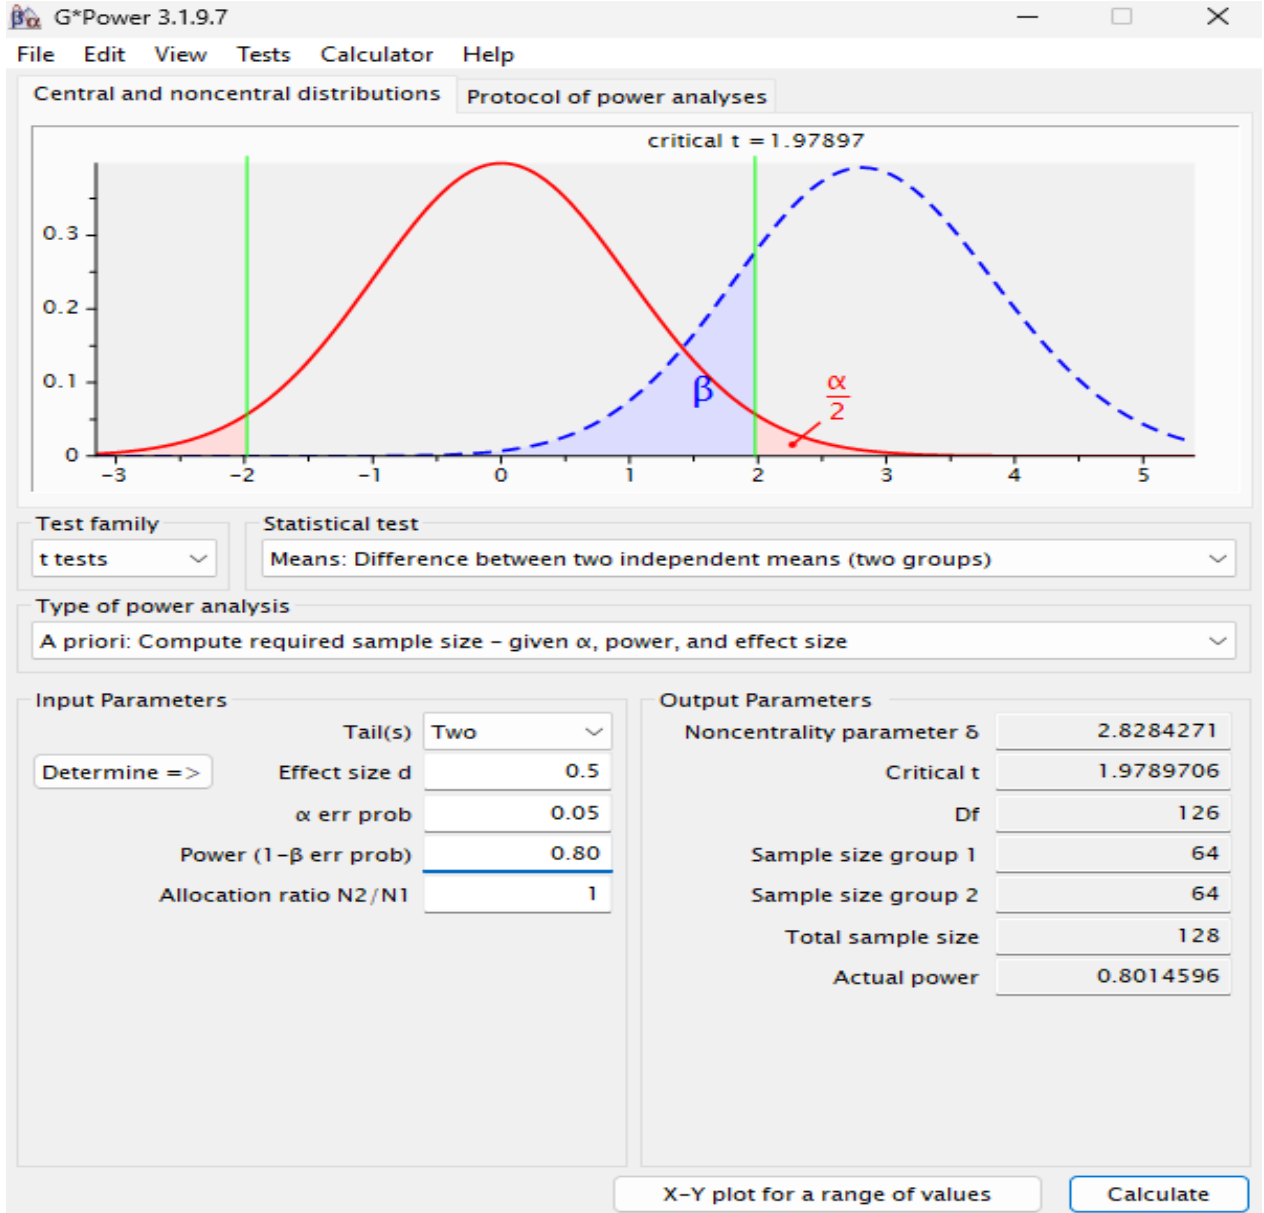 G*Power 3.1.9.7
File Edit View Tests Calculator Help
Central and noncentral distributions Protocol of power analyses
critical t = 1.97897
0.3
0.2
0.1
0
β
α
2
-3 -2 -1 0 1 2 3 4 5
Test family Statistical test
t tests Means: Difference between two independent means (two groups)
Type of power analysis
A priori: Compute required sample size – given α, power, and effect size
Input Parameters Output Parameters
Tail(s) Two Noncentrality parameter δ 2.8284271
Determine => Effect size d 0.5 Critical t 1.9789706
α err prob 0.05 Df 126
Power (1-β err prob) 0.80 Sample size group 1 64
Allocation ratio N2/N1 1 Sample size group 2 64
Total sample size 128
Actual power 0.8014596
X-Y plot for a range of values Calculate